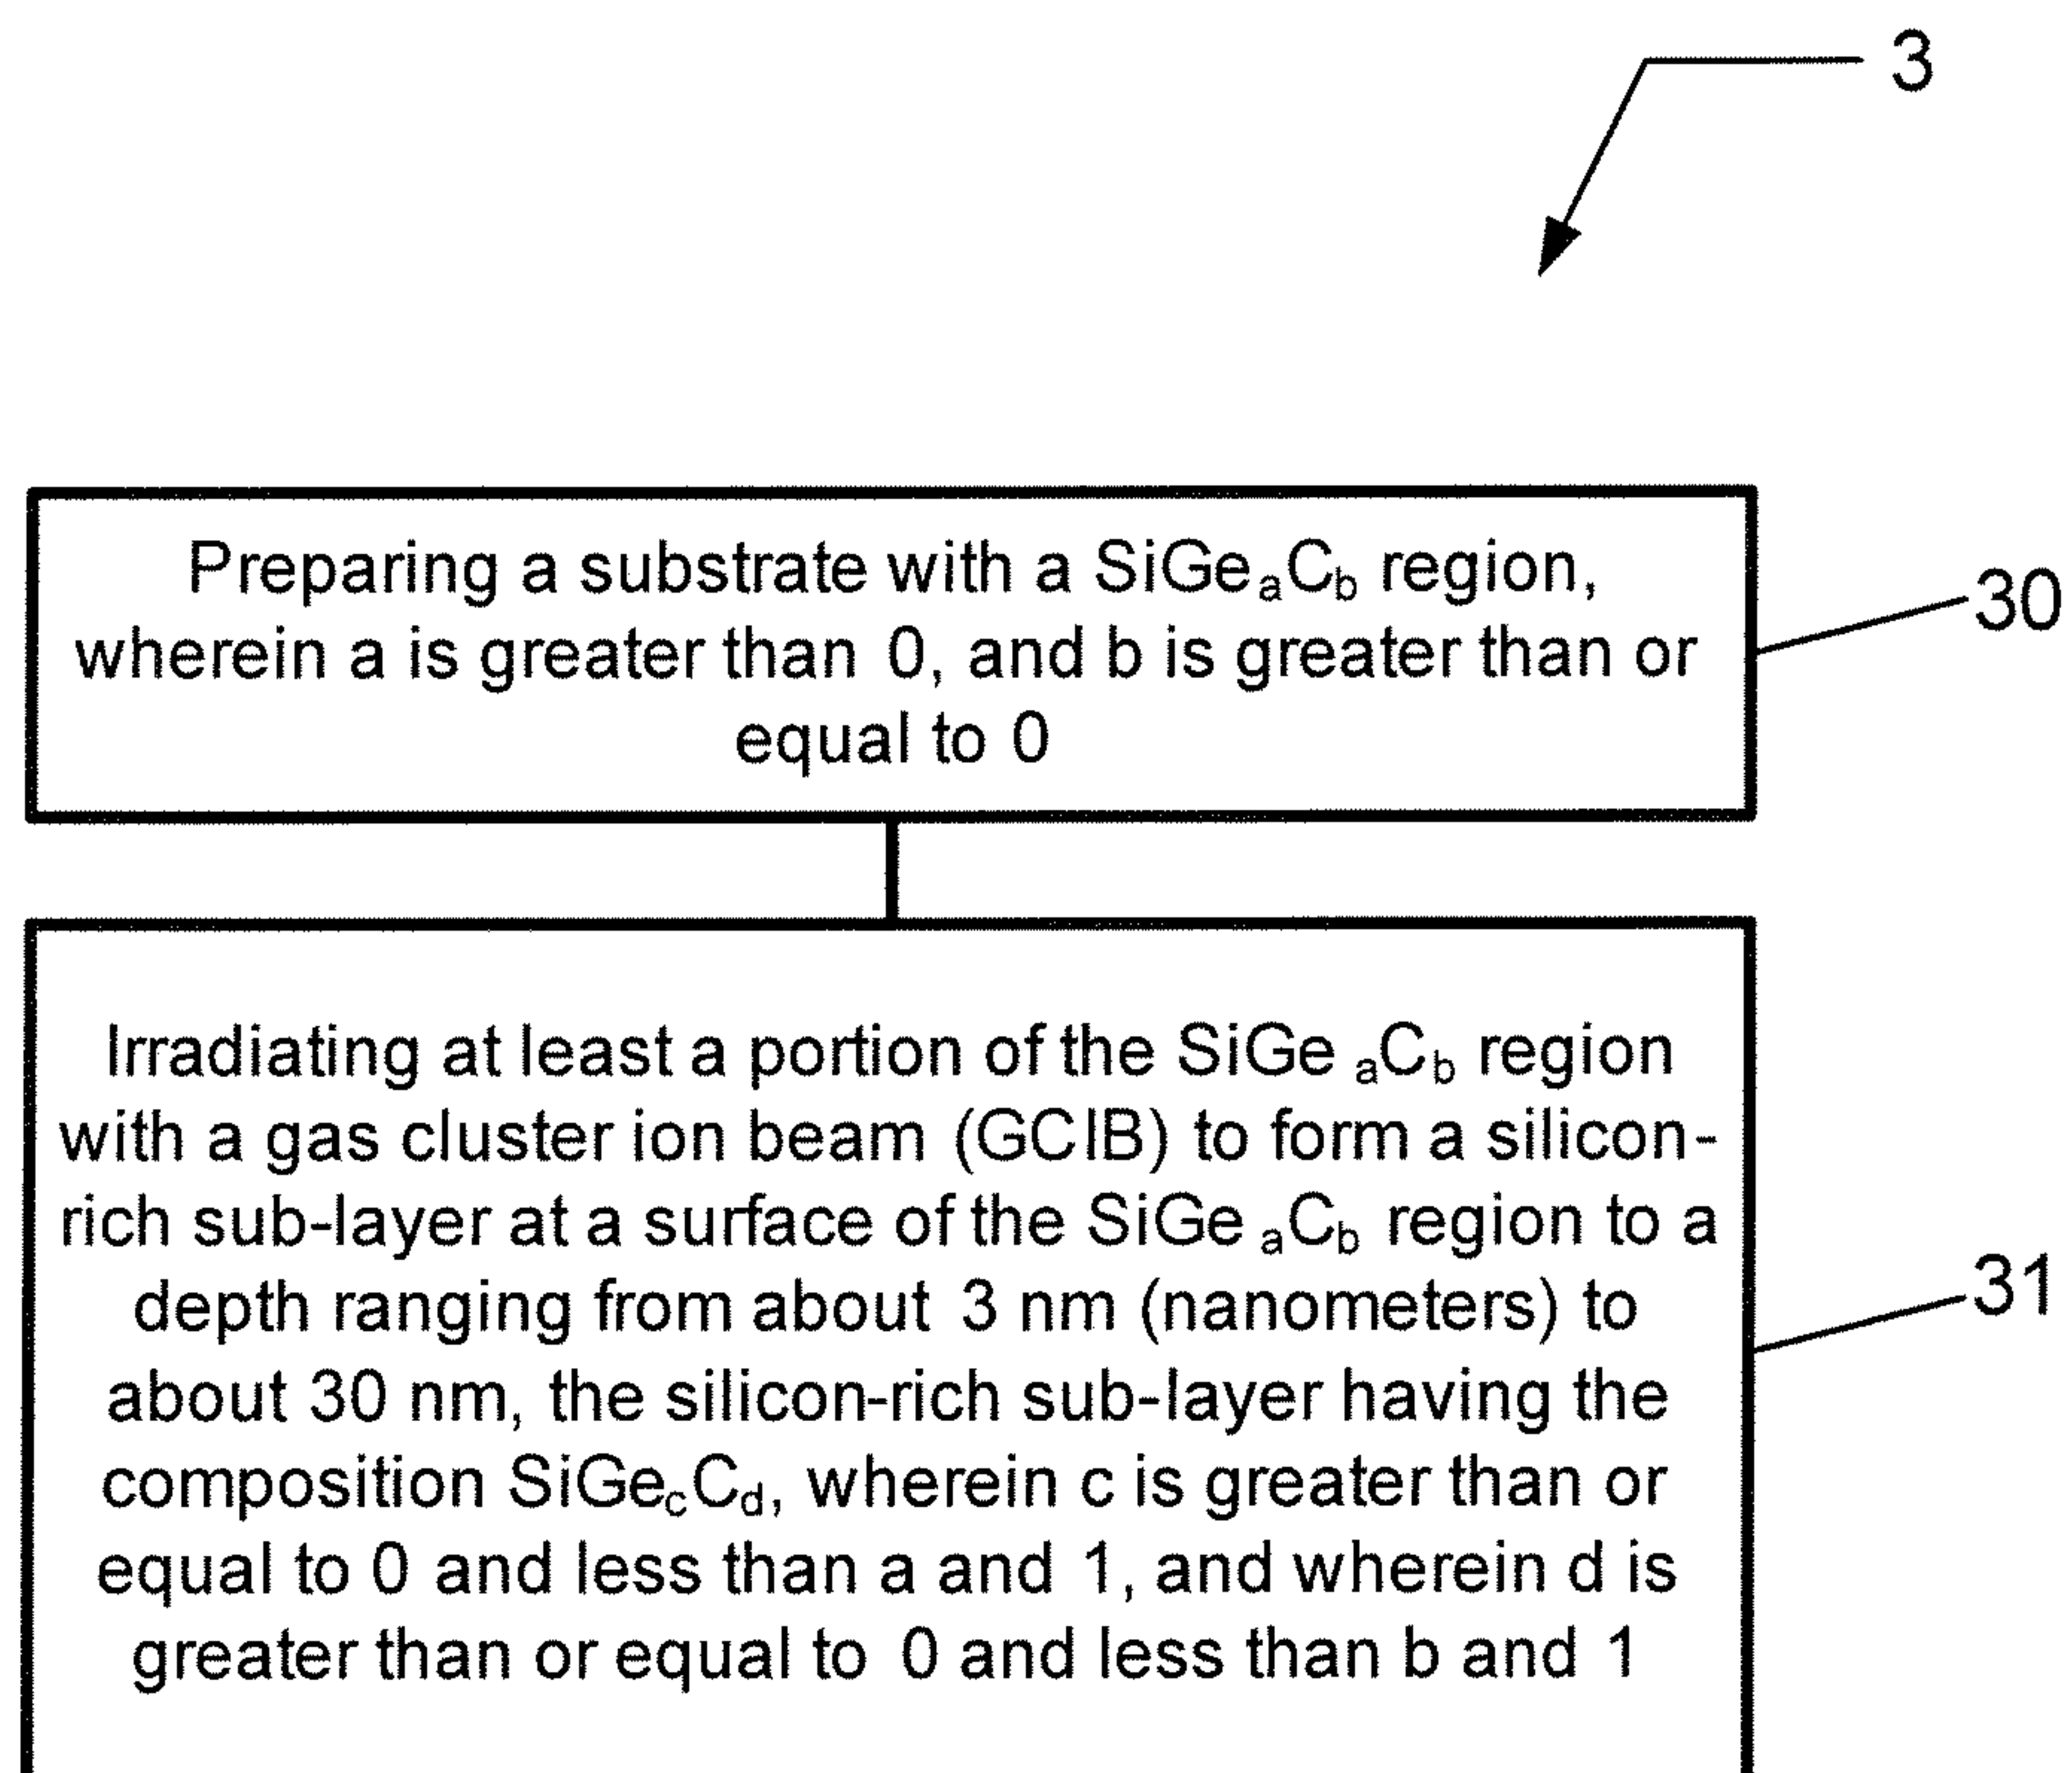 3
Preparing a substrate with a SiGeaCb region,
wherein a is greater than 0, and b is greater than or
equal to 0
30
Irradiating at least a portion of the SiGe aCb region
with a gas cluster ion beam (GCIB) to form a silicon-
rich sub-layer at a surface of the SiGe aCb region to a
depth ranging from about 3 nm (nanometers) to
about 30 nm, the silicon-rich sub-layer having the
composition SiGecCd, wherein c is greater than or
equal to 0 and less than a and 1, and wherein d is
greater than or equal to 0 and less than b and 1
31